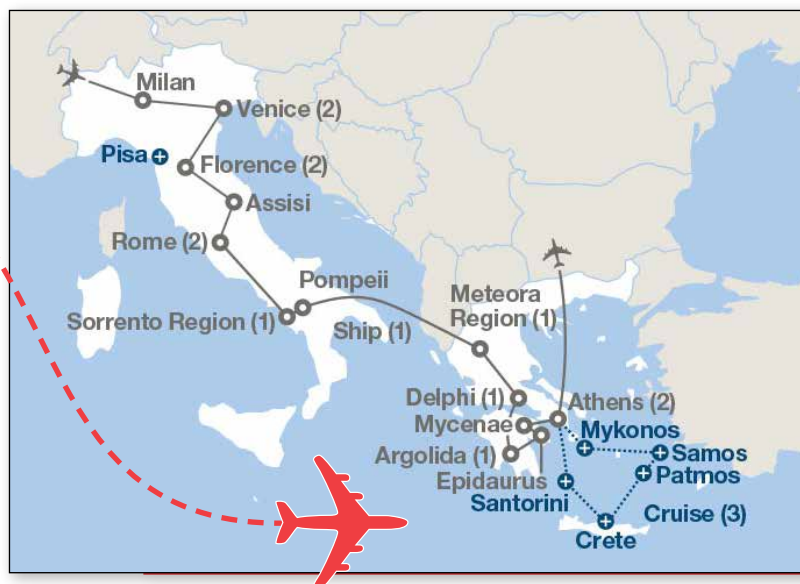 Milan
Venice (2)
Pisa
Florence (2)
Assisi
Rome (2)
Pompeii
Sorrento Region (1)
Ship (1)
Meteora
Region (1)
Delphi (1)
Athens (2)
Mycenae
Mykonos
Argolida (1)
Samos
Epidaurus
Patmos
Santorini
Cruise (3)
Crete